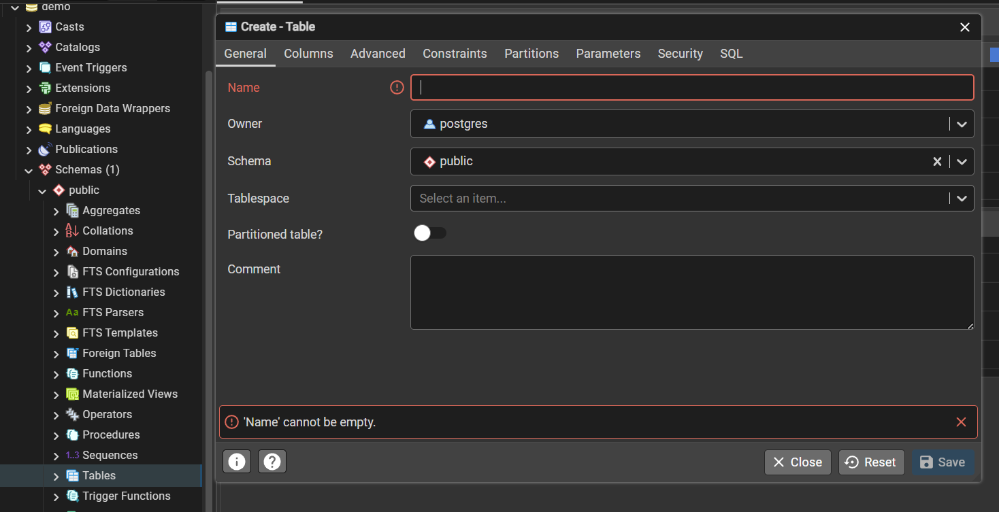 demo
Casts
Catalogs
Event Triggers
Extensions
Foreign Data Wrappers
Languages
Publications
Schemas (1)
public
Aggregates
Collations
Domains
FTS Configurations
FTS Dictionaries
Aa FTS Parsers
FTS Templates
Foreign Tables
Functions
Materialized Views
Operators
Procedures
1..3 Sequences
Tables
Trigger Functions
Create - Table
General Columns Advanced Constraints Partitions Parameters Security SQL
Name
Owner postgres
Schema public
Tablespace Select an item...
Partitioned table?
Comment
'Name' cannot be empty.
Close Reset Save